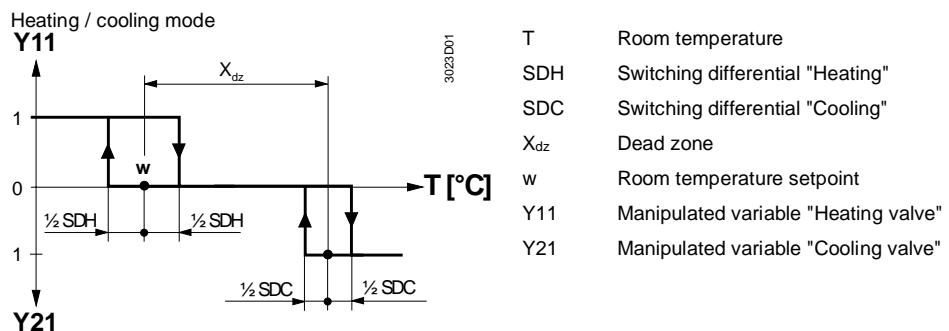 Heating / cooling mode
Y11
X_dz
3023D01
1
w
0
T [°C]
½ SDH
½ SDH
1
½ SDC
½ SDC
Y21
T Room temperature
SDH Switching differential "Heating"
SDC Switching differential "Cooling"
X_dz Dead zone
w Room temperature setpoint
Y11 Manipulated variable "Heating valve"
Y21 Manipulated variable "Cooling valve"